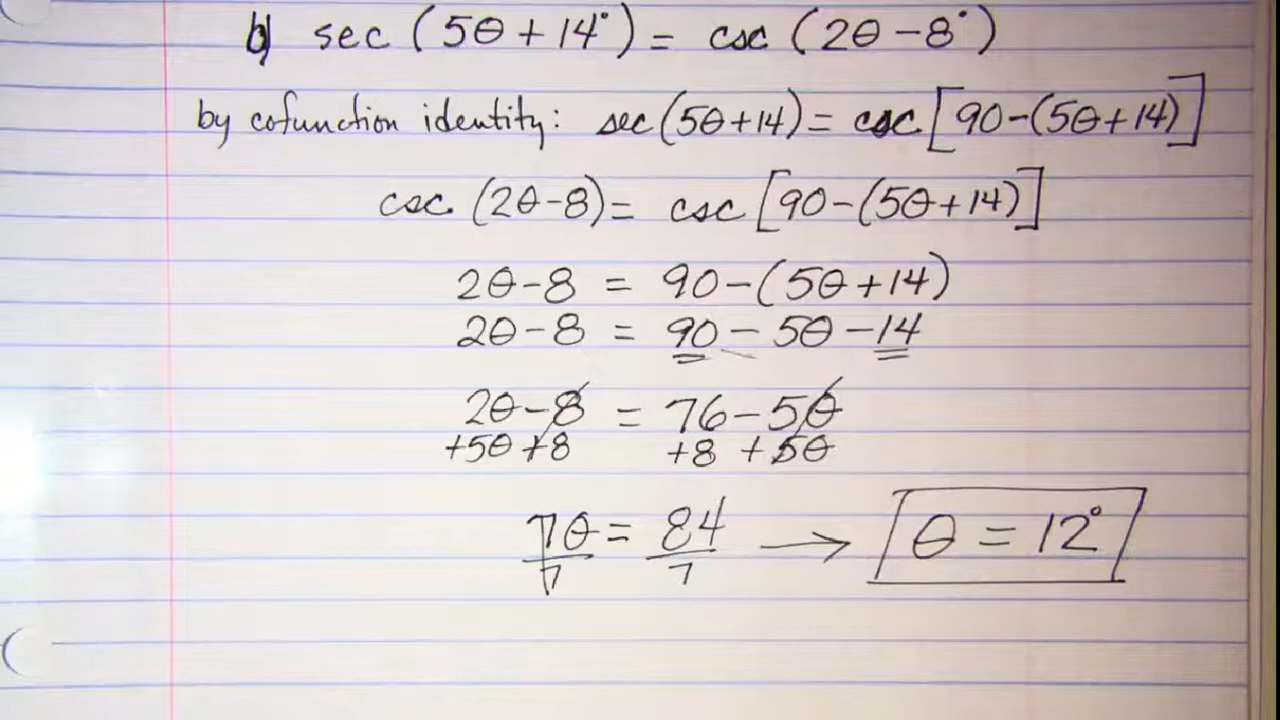 b) sec (5θ + 14°) = csc (2θ - 8°)
by cofunction identity: sec (5θ + 14) = csc [90 - (5θ + 14)]
csc (2θ - 8) = csc [90 - (5θ + 14)]
2θ - 8 = 90 - (5θ + 14)
2θ - 8 = 90 - 5θ - 14
2θ - 8 = 76 - 5θ
+5θ +8 +8 +5θ
7θ = 84 → θ = 12°
7 7